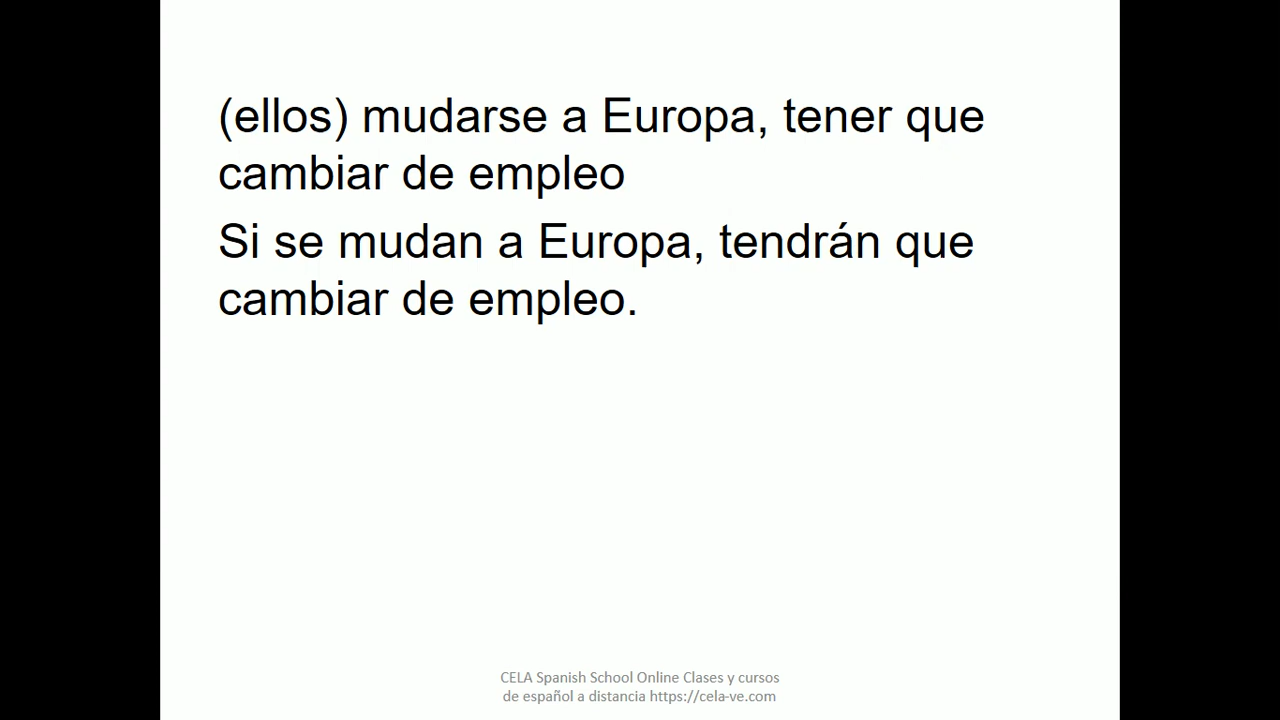 (ellos) mudarse a Europa, tener que
cambiar de empleo
Si se mudan a Europa, tendrán que
cambiar de empleo.
CELA Spanish School Online Clases y cursos
de español a distancia https://cela-ve.com